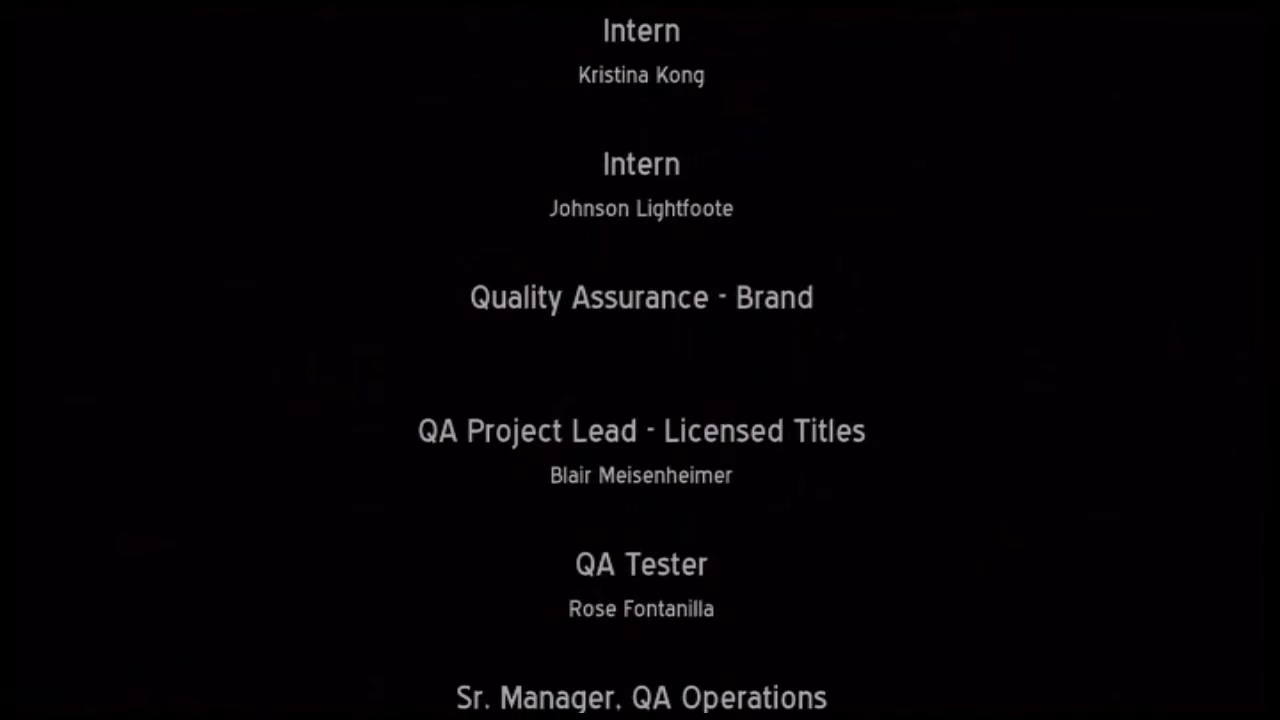 Intern
Kristina Kong
Intern
Johnson Lightfoote
Quality Assurance - Brand
QA Project Lead - Licensed Titles
Blair Meisenheimer
QA Tester
Rose Fontanilla
Sr. Manager, QA Operations